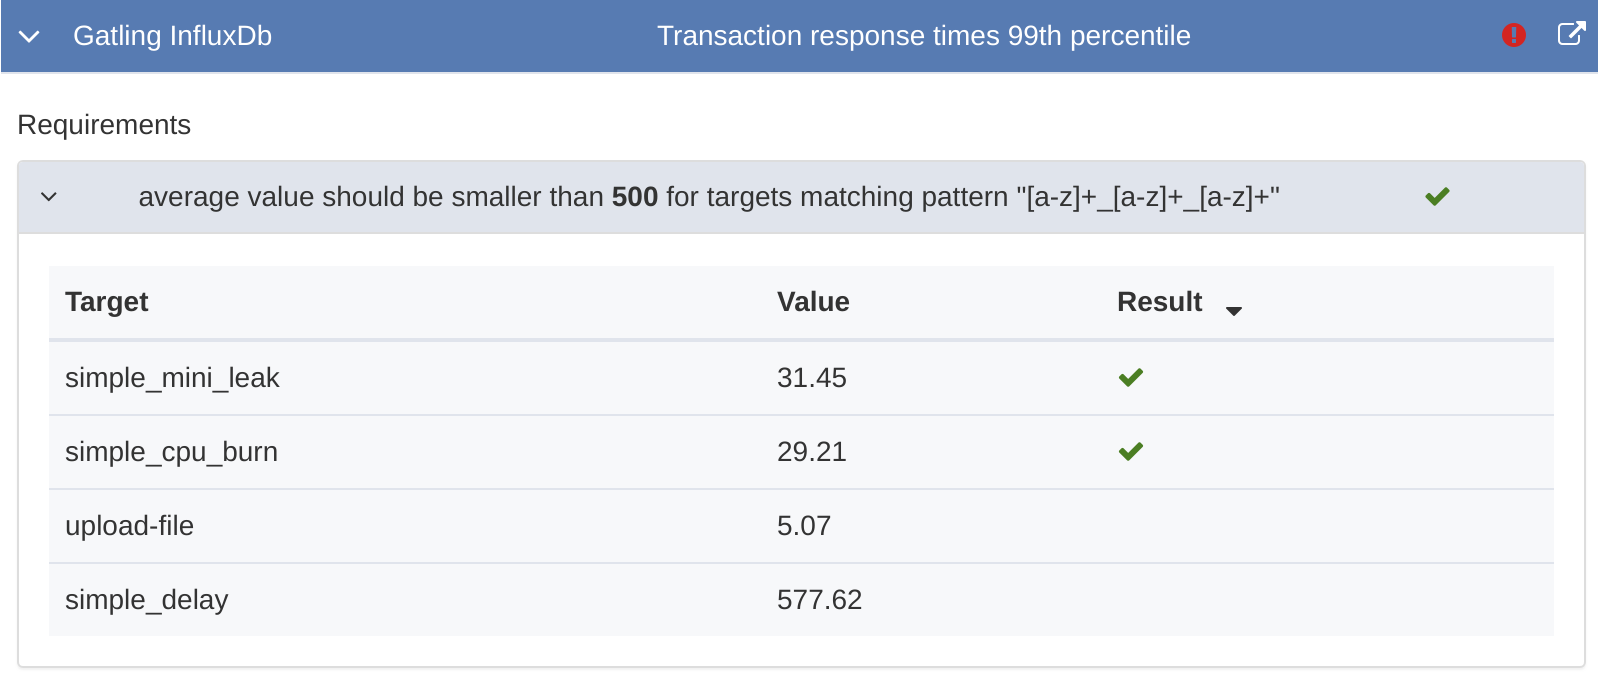 Gatling InfluxDb Transaction response times 99th percentile
Requirements
average value should be smaller than 500 for targets matching pattern "[a-z]+_[a-z]+_[a-z]+"
Target Value Result
simple_mini_leak 31.45
simple_cpu_burn 29.21
upload-file 5.07
simple_delay 577.62